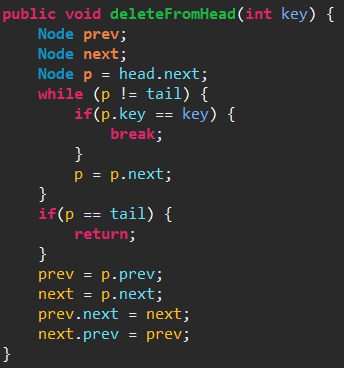 public void deleteFromHead(int key) {
    Node prev;
    Node next;
    Node p = head.next;
    while (p != tail) {
        if(p.key == key) {
            break;
        }
        p = p.next;
    }
    if(p == tail) {
        return;
    }
    prev = p.prev;
    next = p.next;
    prev.next = next;
    next.prev = prev;
}